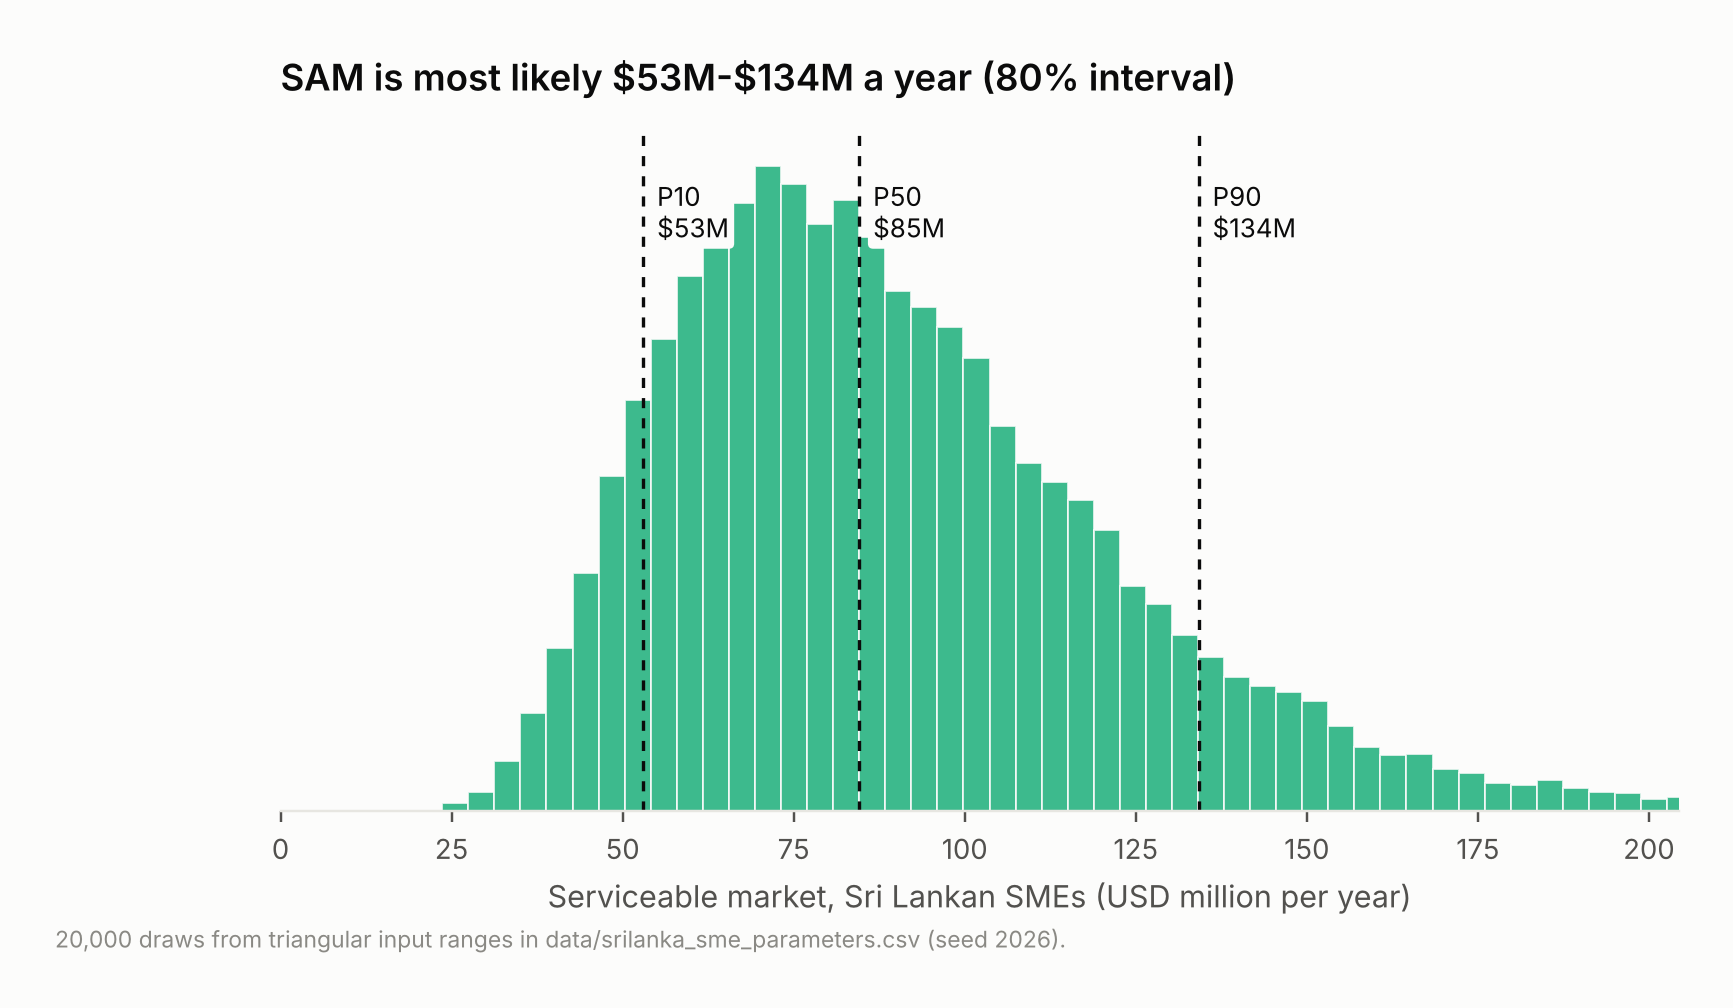 SAM is most likely $53M-$134M a year (80% interval)
P10
$53M
P50
$85M
P90
$134M
0 25 50 75 100 125 150 175 200
Serviceable market, Sri Lankan SMEs (USD million per year)
20,000 draws from triangular input ranges in data/srilanka_sme_parameters.csv (seed 2026).